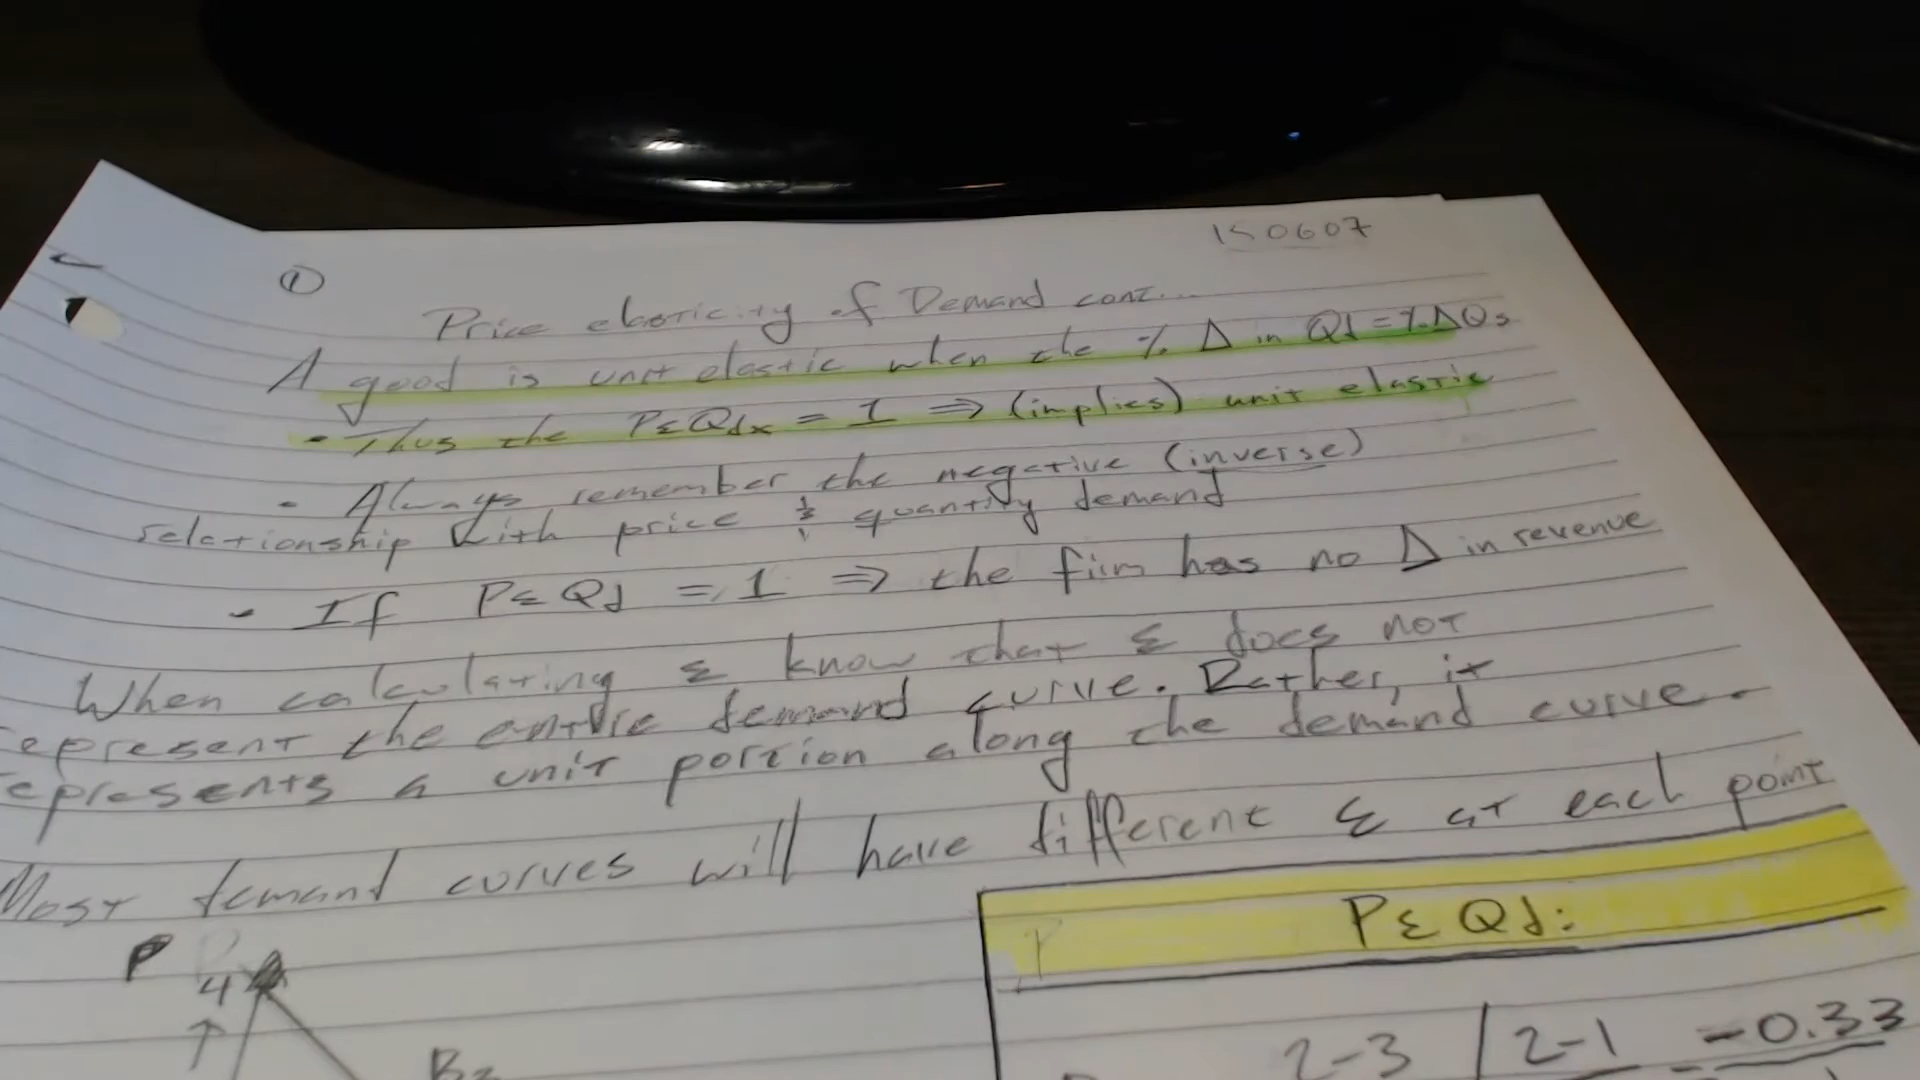 150607
①
Price elasticity of Demand cont...
A good is unit elastic when the % Δ in Qd = %ΔQs
• Thus the PεQdx = 1 ⇒ (implies) unit elastic
- Always remember the negative (inverse)
relationship with price & quantity demand
- If PεQd = 1 ⇒ the firm has no Δ in revenue
When calculating ε know that ε does not
epresent the entire demand curve. Rather, it
epresents a unit portion along the demand curve.
Most demand curves will have different ε at each point
PεQd:
P
4
↑
2-3 / 2-1 -0.33